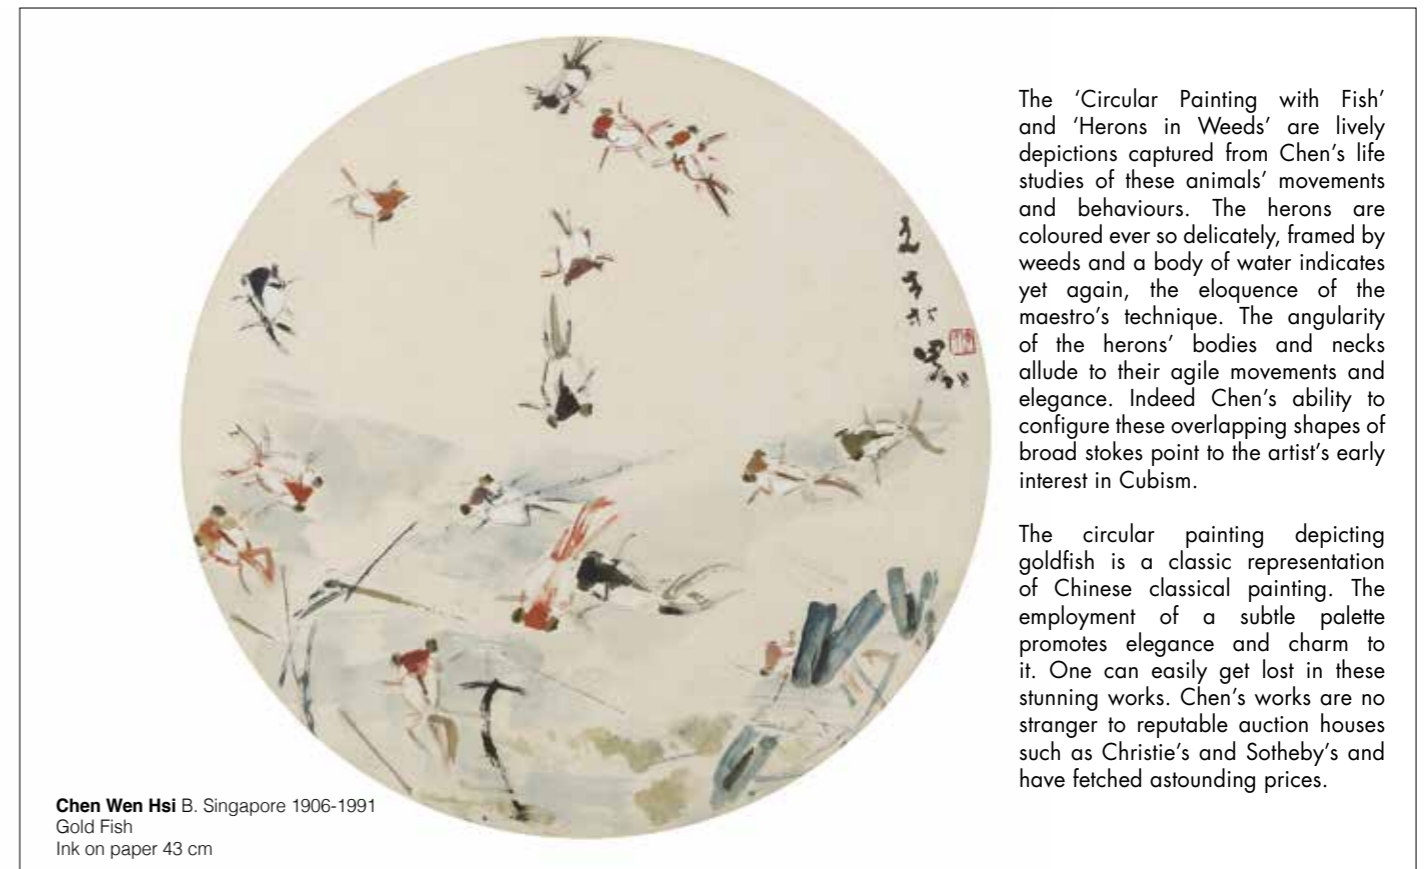 The ‘Circular Painting with Fish’
and ‘Herons in Weeds’ are lively
depictions captured from Chen’s life
studies of these animals’ movements
and behaviours. The herons are
coloured ever so delicately, framed by
weeds and a body of water indicates
yet again, the eloquence of the
maestro’s technique. The angularity
of the herons’ bodies and necks
allude to their agile movements and
elegance. Indeed Chen’s ability to
configure these overlapping shapes of
broad stokes point to the artist’s early
interest in Cubism.
The circular painting depicting
goldfish is a classic representation
of Chinese classical painting. The
employment of a subtle palette
promotes elegance and charm to
it. One can easily get lost in these
stunning works. Chen’s works are no
stranger to reputable auction houses
such as Christie’s and Sotheby’s and
have fetched astounding prices.
Chen Wen Hsi B. Singapore 1906-1991
Gold Fish
Ink on paper 43 cm